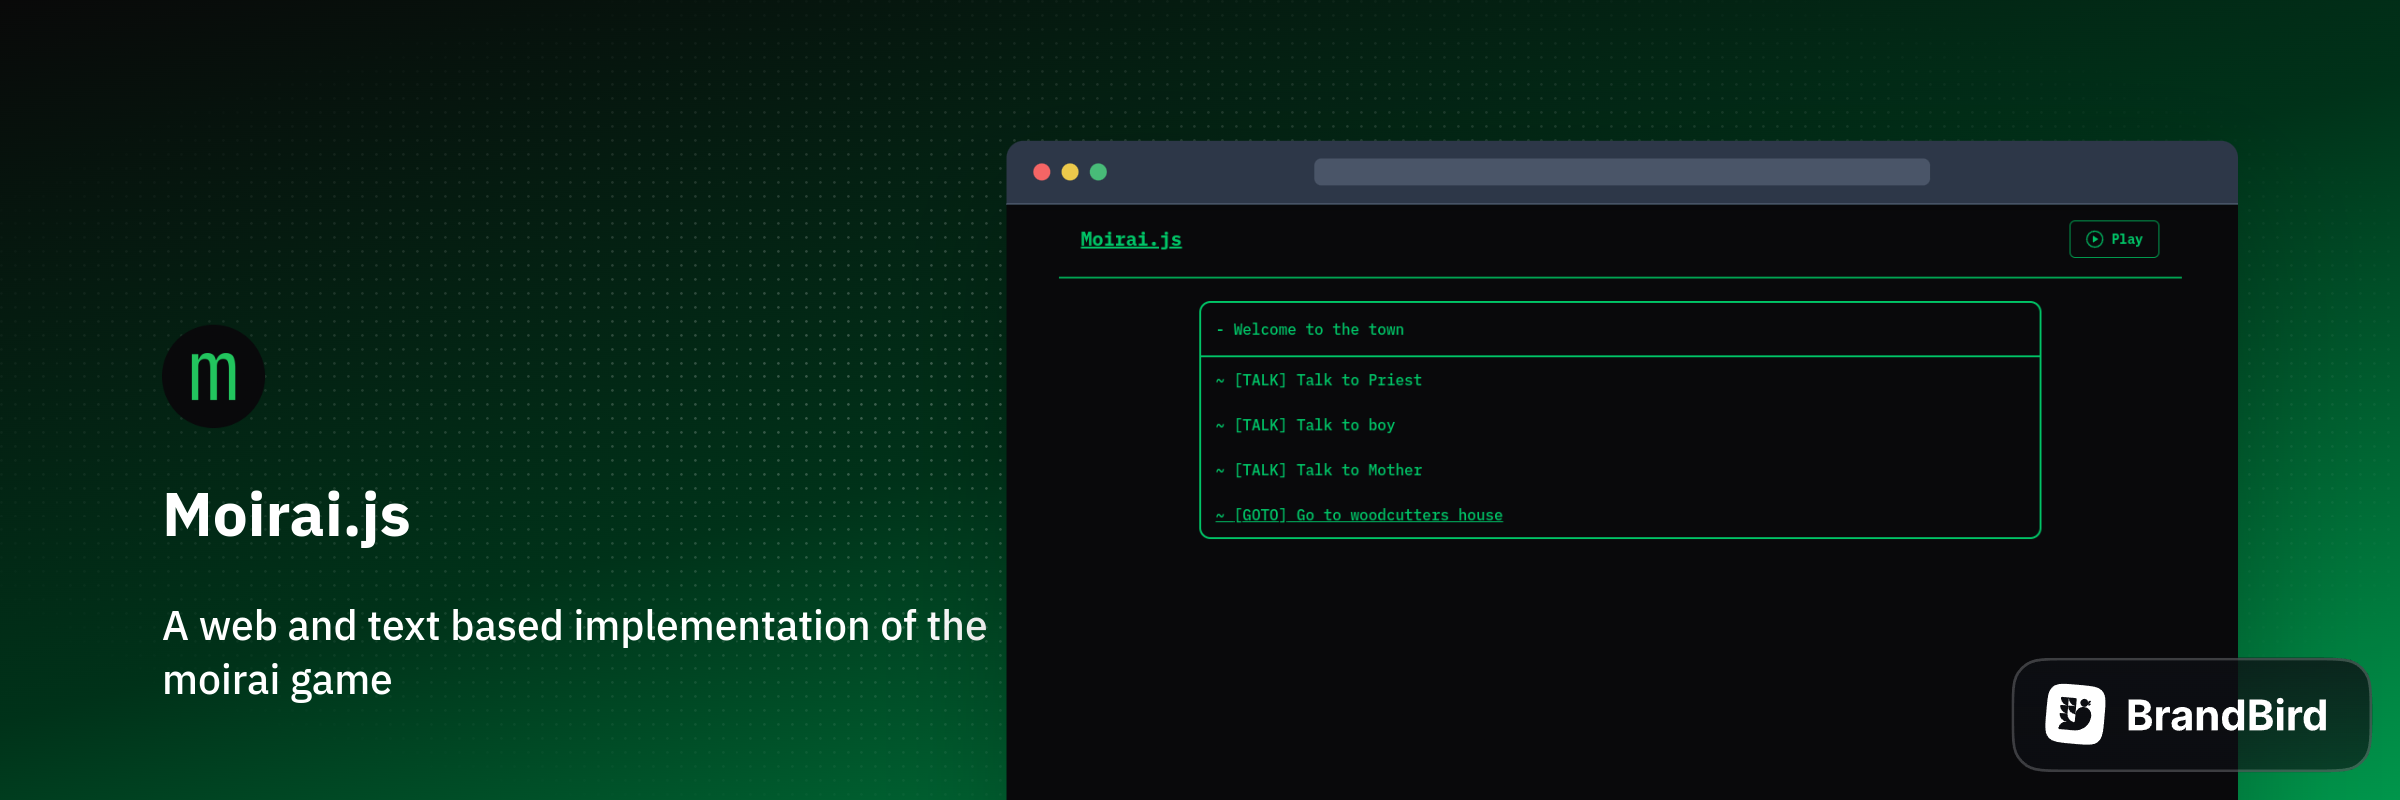 m
Moirai.js
A web and text based implementation of the
moirai game
Moirai.js
Play
- Welcome to the town
~ [TALK] Talk to Priest
~ [TALK] Talk to boy
~ [TALK] Talk to Mother
~ [GOTO] Go to woodcutters house
BrandBird